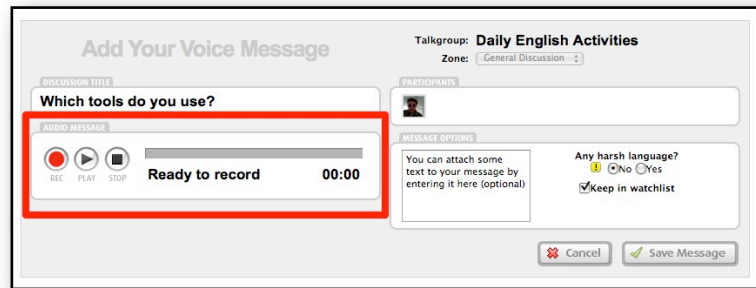 Add Your Voice Message
Talkgroup: Daily English Activities
Zone: General Discussion
DISCUSSION TITLE
Which tools do you use?
PARTICIPANTS
AUDIO MESSAGE
REC PLAY STOP
Ready to record 00:00
MESSAGE OPTIONS
You can attach some
text to your message by
entering it here (optional)
Any harsh language?
! No Yes
Keep in watchlist
Cancel
Save Message